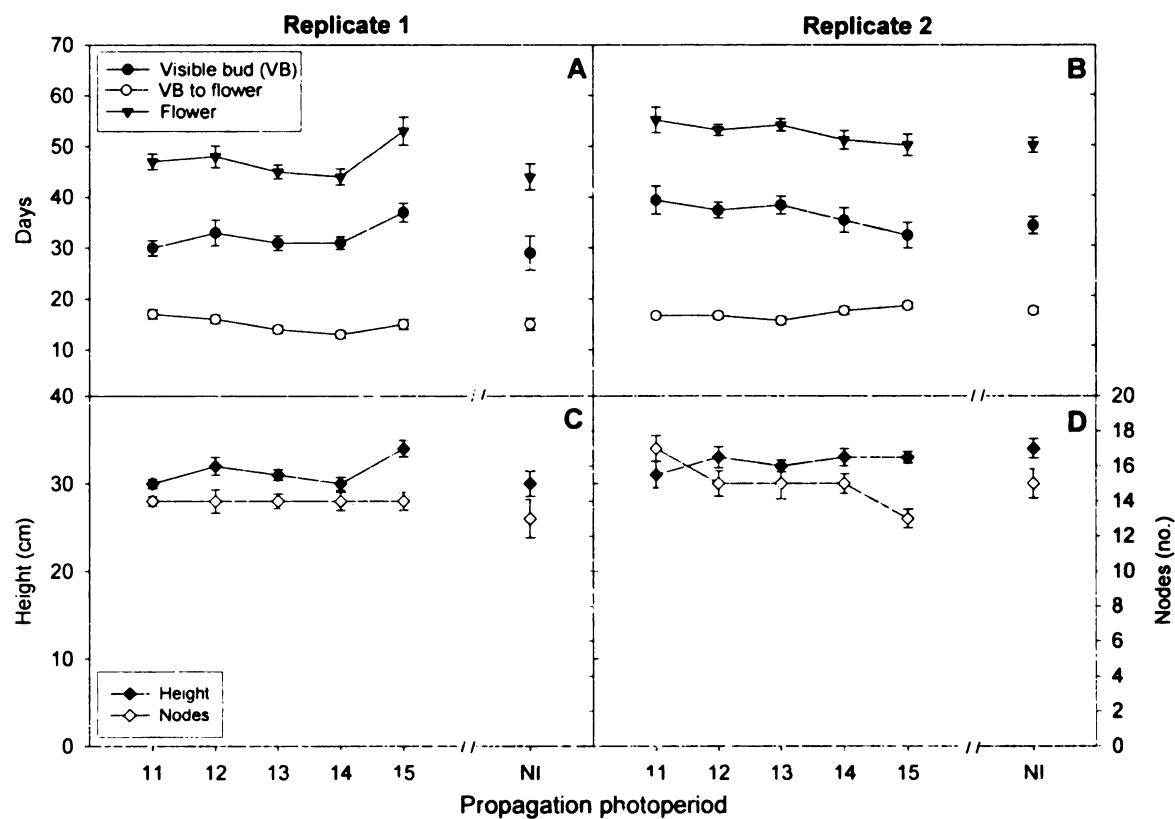 Replicate 1
Replicate 2
70
60
50
40
30
20
10
Days
Visible bud (VB)
VB to flower
Flower
A
B
40
30
20
10
0
Height (cm)
C
D
Height
Nodes
20
18
16
14
12
10
8
6
4
2
0
Nodes (no.)
11 12 13 14 15 // NI
11 12 13 14 15 // NI
Propagation photoperiod